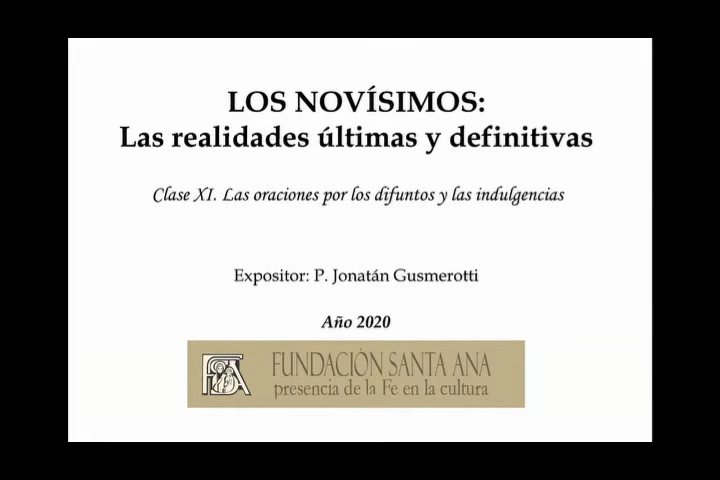 LOS NOVÍSIMOS:
Las realidades últimas y definitivas
Clase XI. Las oraciones por los difuntos y las indulgencias
Expositor: P. Jonatán Gusmerotti
Año 2020
FUNDACIÓN SANTA ANA
presencia de la Fe en la cultura